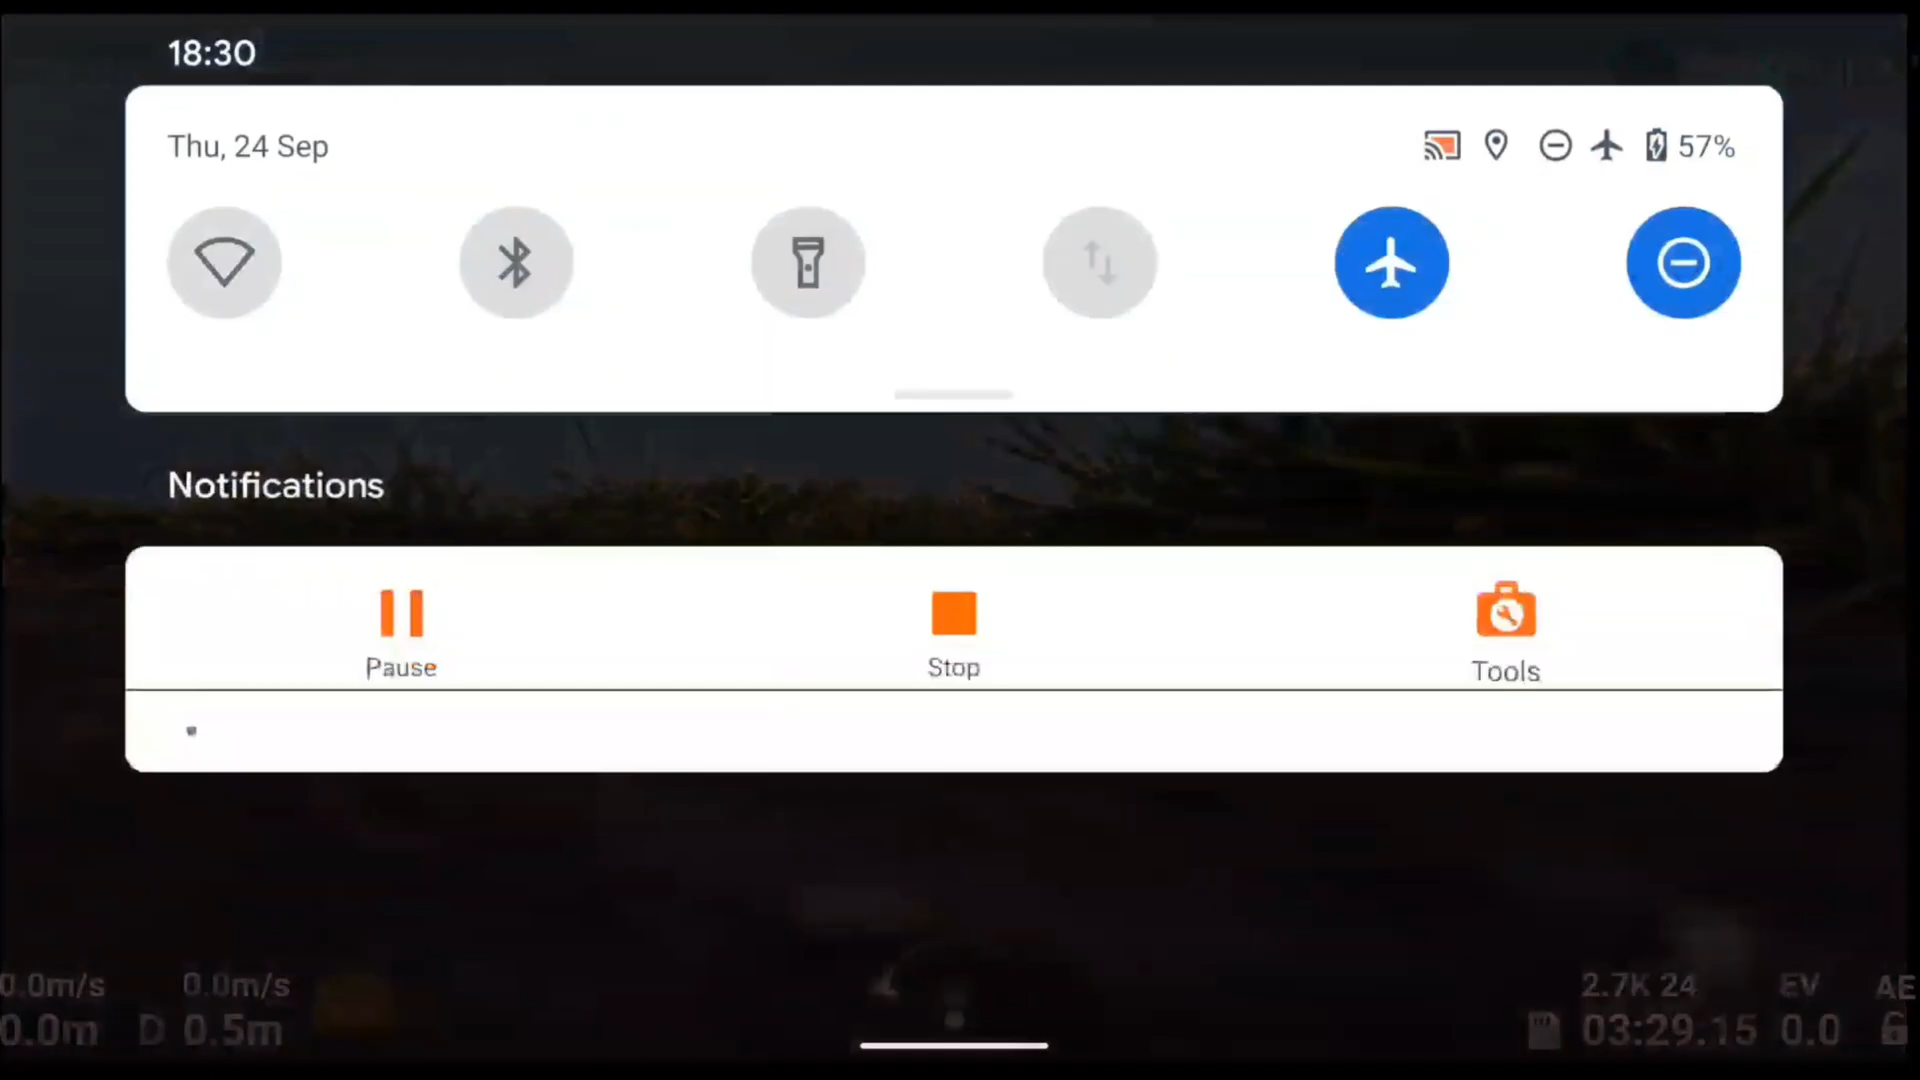 18:30
Thu, 24 Sep
57%
Notifications
Pause
Stop
Tools
0.0m/s 0.0m/s
0.0m D 0.5m
2.7K 24 EV AE
03:29.15 0.0